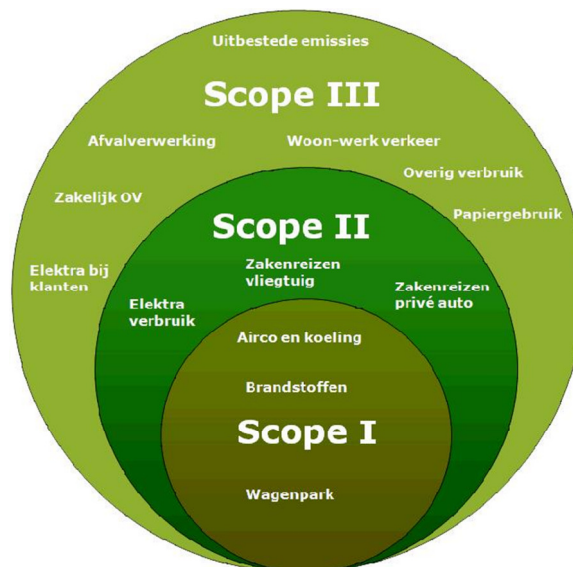 Uitbestede emissies
Scope III
Afvalverwerking
Woon-werk verkeer
Overig verbruik
Zakelijk OV
Papiergebruik
Scope II
Elektra bij
klanten
Zakenreizen
vliegtuig
Zakenreizen
privé auto
Elektra
verbruik
Airco en koeling
Brandstoffen
Scope I
Wagenpark